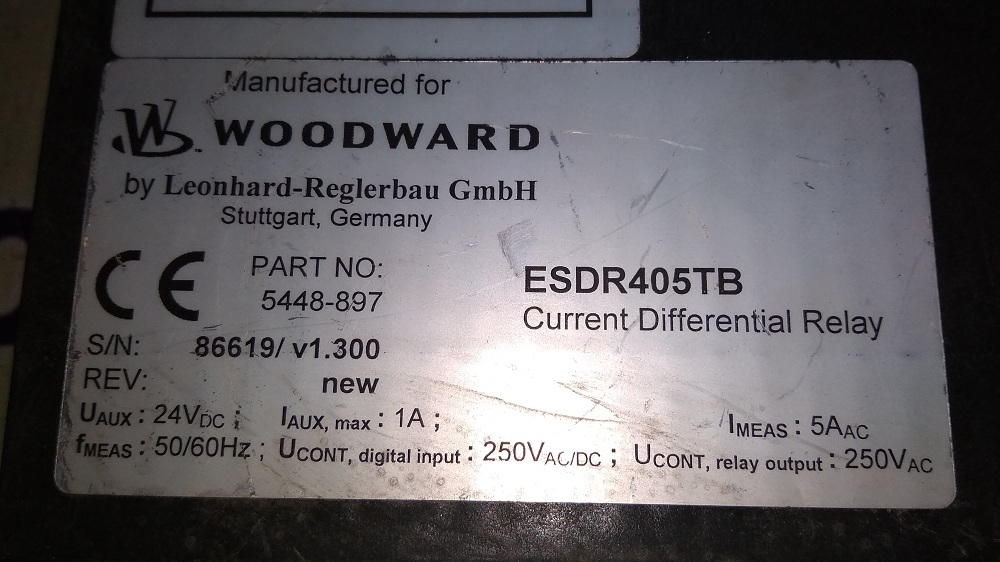 Manufactured for
W WOODWARD
by Leonhard-Reglerbau GmbH
Stuttgart, Germany
CE
PART NO:
5448-897
ESDR405TB
Current Differential Relay
S/N: 86619/ v1.300
REV: new
UAUX : 24VDC ; IAUX, max : 1A ; IMEAS : 5AAC
fMEAS : 50/60Hz ; UCONT, digital input : 250VAC/DC ; UCONT, relay output : 250VAC